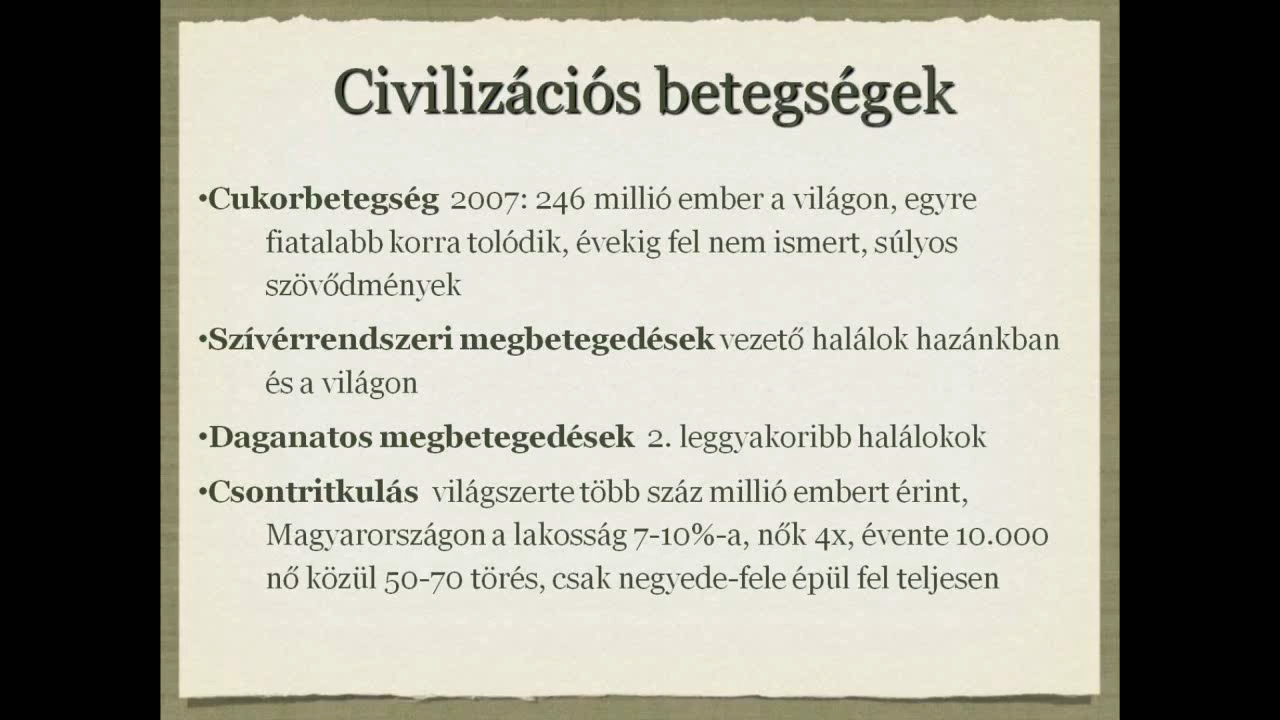 Civilizációs betegségek
•Cukorbetegség 2007: 246 millió ember a világon, egyre
fiatalabb korra tolódik, évekig fel nem ismert, súlyos
szövődmények
•Szívérrendszeri megbetegedések vezető halálok hazánkban
és a világon
•Daganatos megbetegedések 2. leggyakoribb halálokok
•Csontritkulás világszerte több száz millió embert érint,
Magyarországon a lakosság 7-10%-a, nők 4x, évente 10.000
nő közül 50-70 törés, csak negyede-fele épül fel teljesen